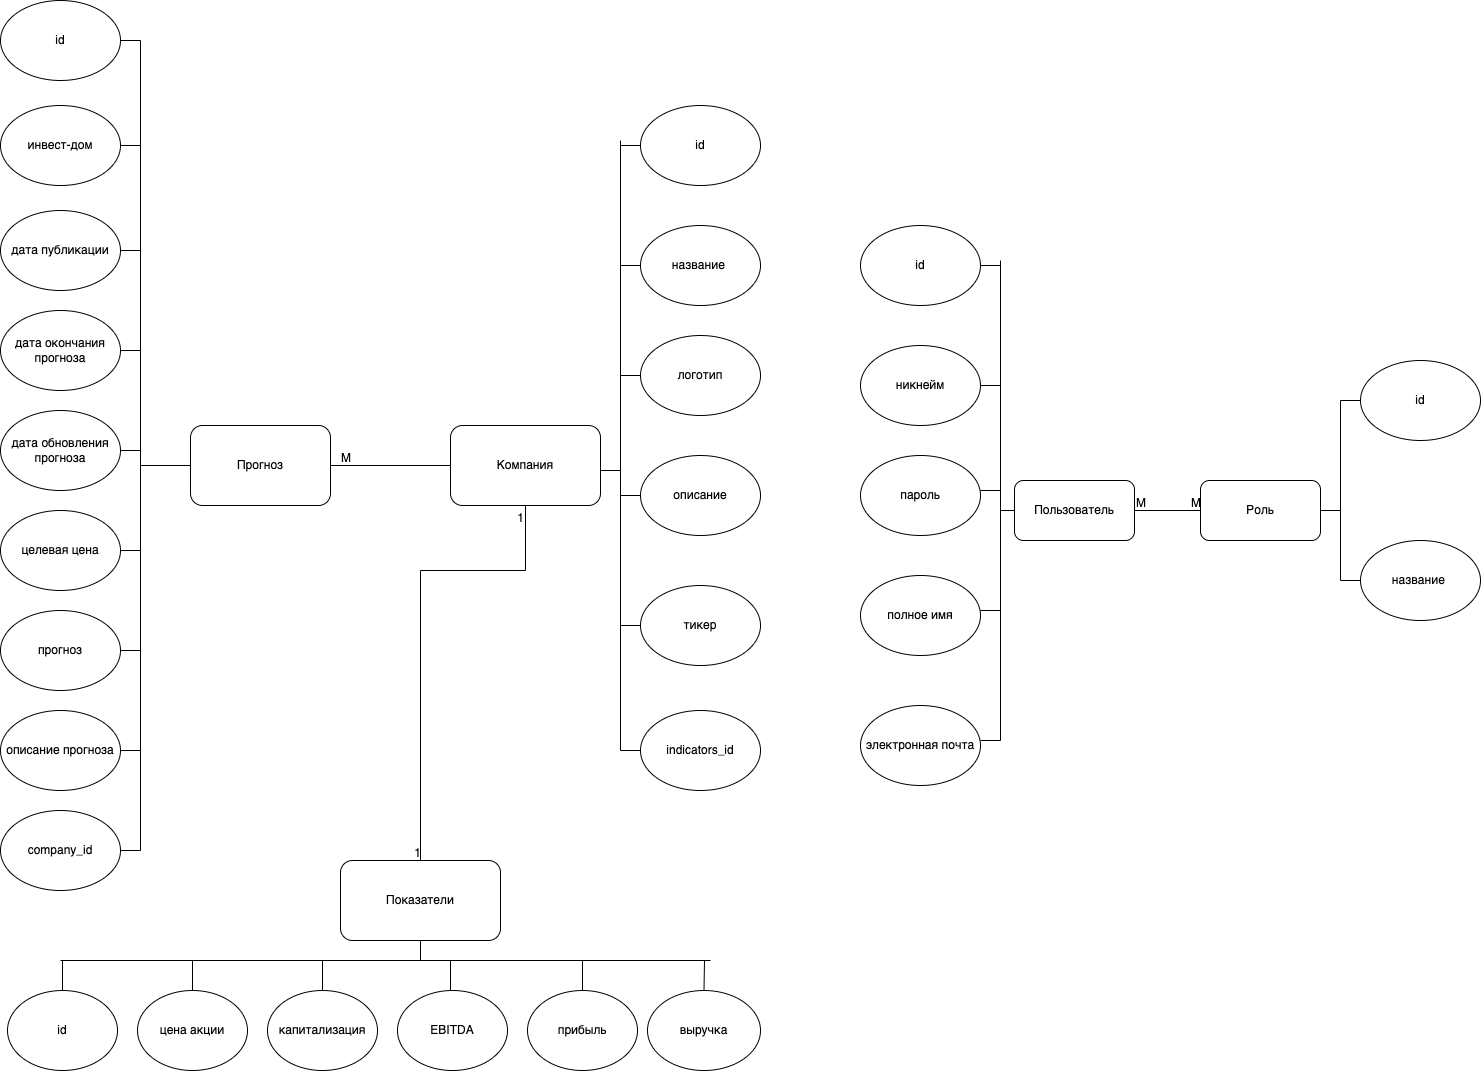 id
инвест-дом
дата публикации
дата окончания
прогноза
дата обновления
прогноза
целевая цена
прогноз
описание прогноза
company_id
Прогноз
M
Компания
1
id
название
логотип
описание
тикер
indicators_id
1
Показатели
id
цена акции
капитализация
EBITDA
прибыль
выручка
id
никнейм
пароль
полное имя
электронная почта
Пользователь
M
M
Роль
id
название